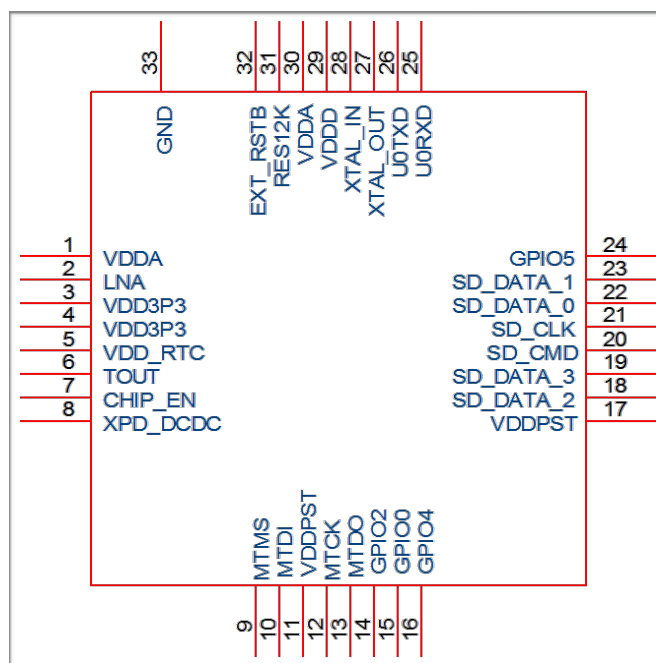 33
32
31
30
29
28
27
26
25
GND
EXT_RSTB
RES12K
VDDA
VDDD
XTAL_IN
XTAL_OUT
U0TXD
U0RXD
1
VDDA
2
LNA
3
VDD3P3
4
VDD3P3
5
VDD_RTC
6
TOUT
7
CHIP_EN
8
XPD_DCDC
24
GPIO5
23
SD_DATA_1
22
SD_DATA_0
21
SD_CLK
20
SD_CMD
19
SD_DATA_3
18
SD_DATA_2
17
VDDPST
MTMS
MTDI
VDDPST
MTCK
MTDO
GPIO2
GPIO0
GPIO4
9
10
11
12
13
14
15
16